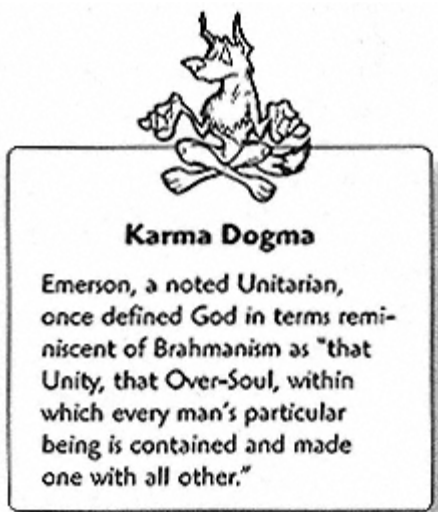 Karma Dogma
Emerson, a noted Unitarian,
once defined God in terms remi-
niscent of Brahmanism as "that
Unity, that Over-Soul, within
which every man's particular
being is contained and made
one with all other."